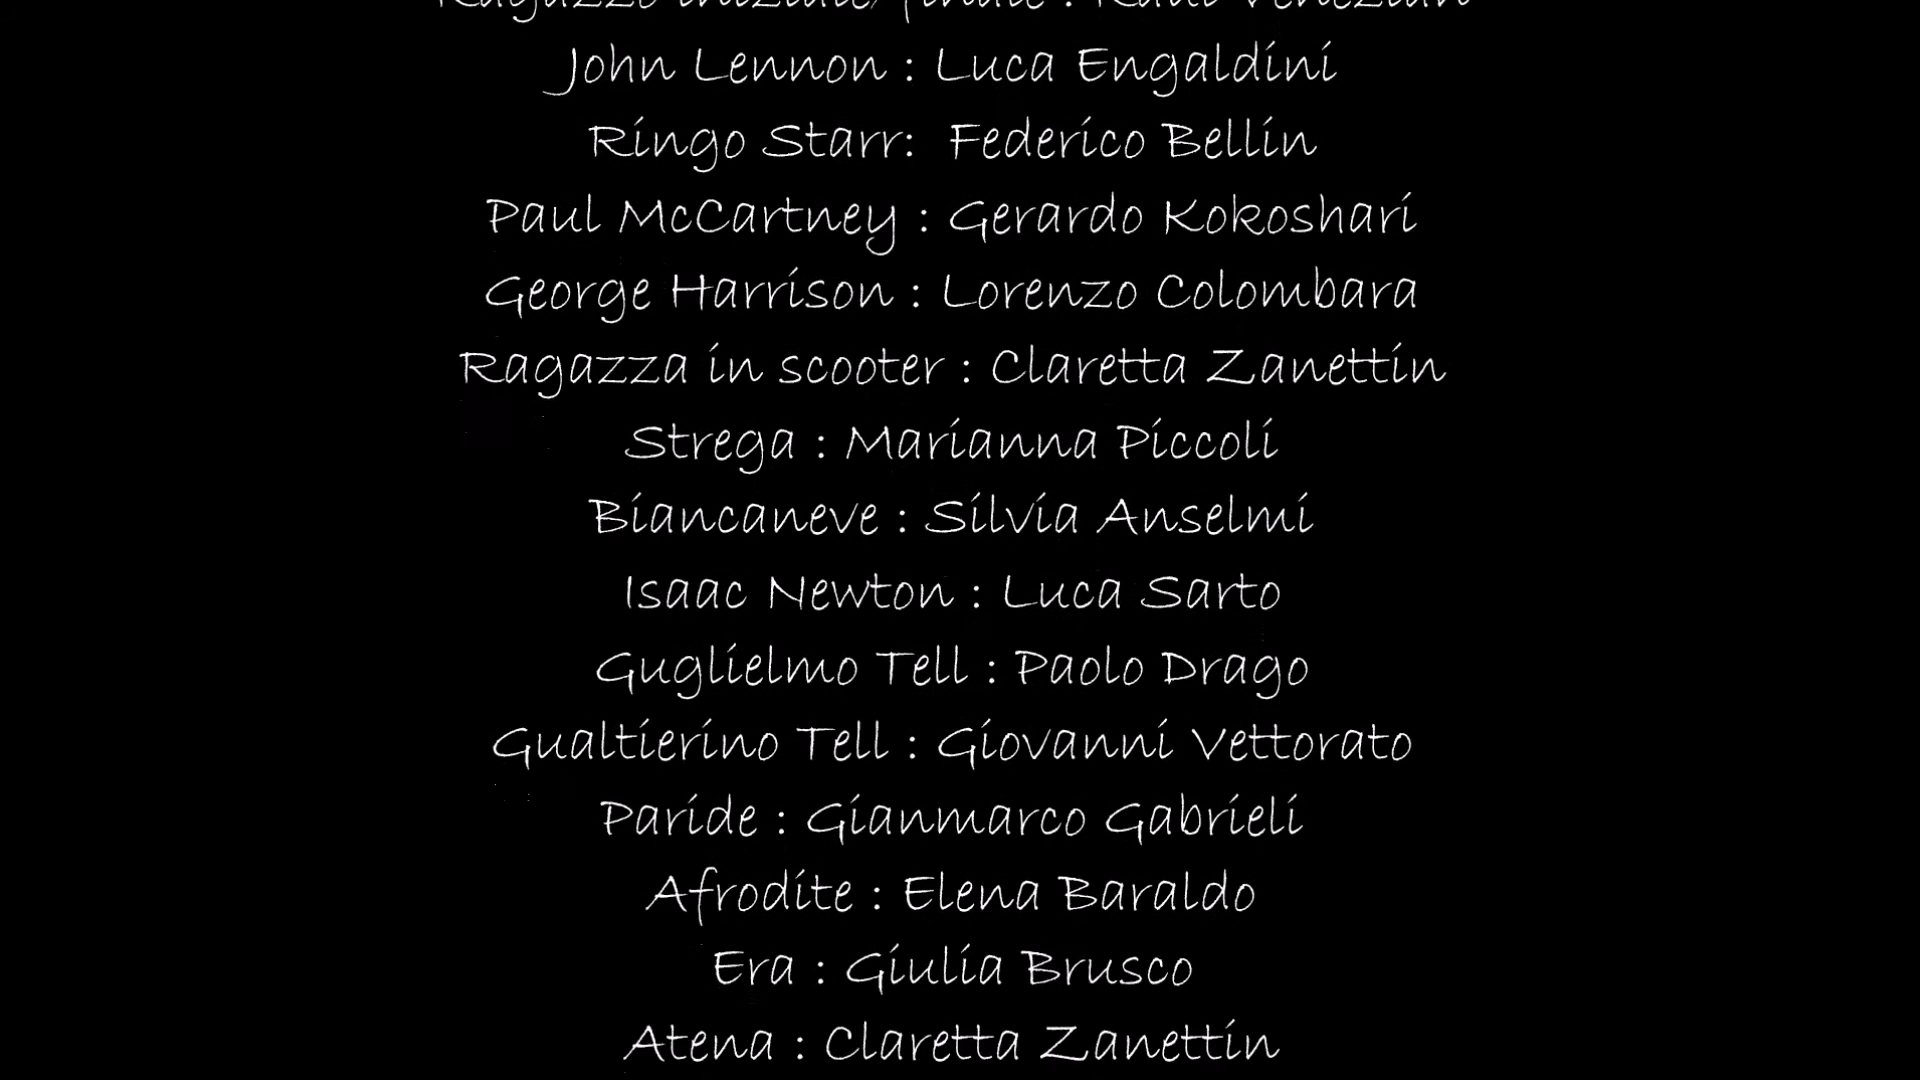 John Lennon : Luca Engaldini
Ringo Starr: Federico Bellin
Paul McCartney : Gerardo Kokoshari
George Harrison : Lorenzo Colombara
Ragazza in scooter : Claretta Zanettin
Strega : Marianna Piccoli
Biancaneve : Silvia Anselmi
Isaac Newton : Luca Sarto
Guglielmo Tell : Paolo Drago
Gualtierino Tell : Giovanni Vettorato
Paride : Gianmarco Gabrieli
Afrodite : Elena Baraldo
Era : Giulia Brusco
Atena : Claretta Zanettin